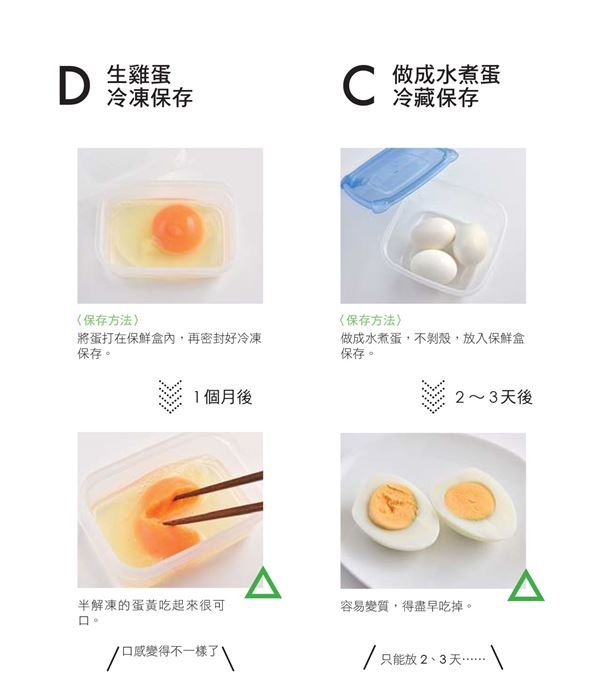 D
生雞蛋
冷凍保存
〈保存方法〉
將蛋打在保鮮盒內，再密封好冷凍
保存。
1個月後
半解凍的蛋黃吃起來很可
口。
口感變得不一樣了
C
做成水煮蛋
冷藏保存
〈保存方法〉
做成水煮蛋，不剝殼，放入保鮮盒
保存。
2～3天後
容易變質，得盡早吃掉。
只能放2、3天⋯⋯